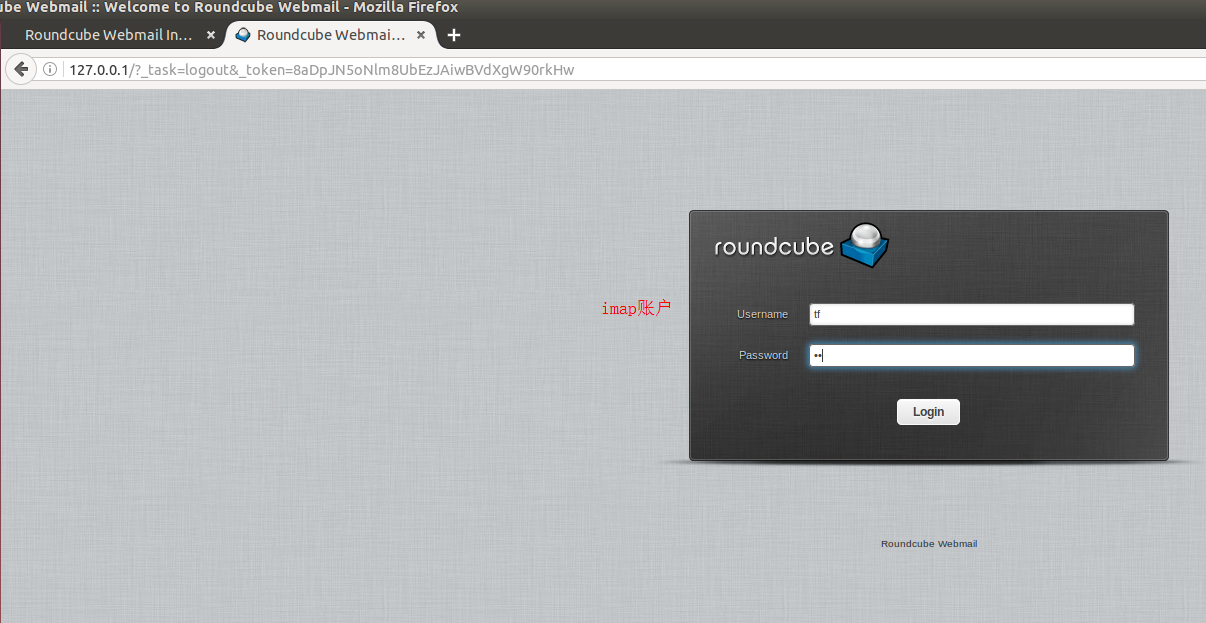 ube Webmail :: Welcome to Roundcube Webmail - Mozilla Firefox
Roundcube Webmail In... × Roundcube Webmai... × +
127.0.0.1/?_task=logout&_token=8aDpJN5oNlm8UbEzJAiwBVdXgW90rkHw
roundcube
imap账户
Username tf
Password ••
Login
Roundcube Webmail